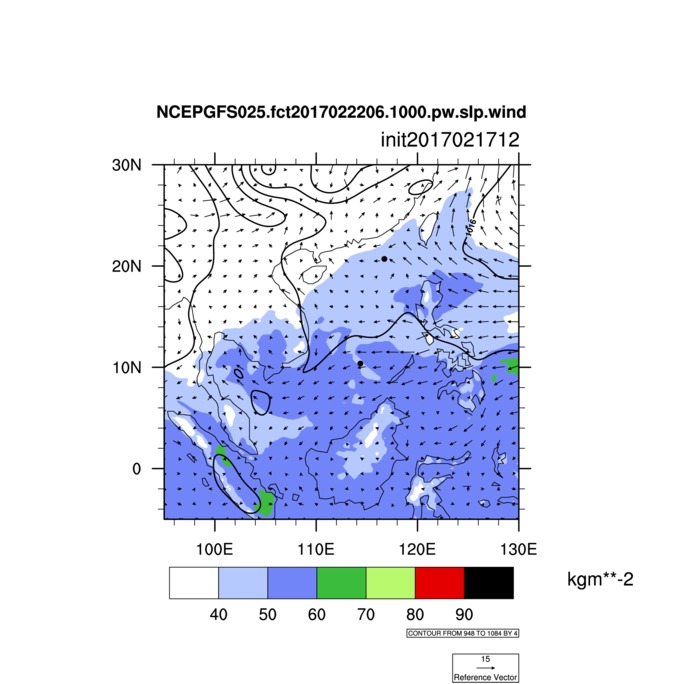 NCEPGFS025.fct2017022206.1000.pw.slp.wind
init2017021712
30N
1016
20N
10N
0
100E 110E 120E 130E
kgm**-2
40 50 60 70 80 90
CONTOUR FROM 948 TO 1084 BY 4
15
Reference Vector